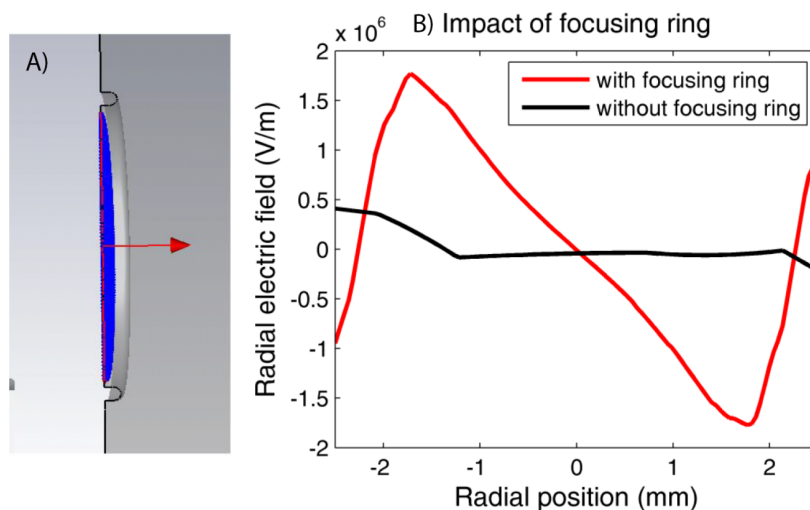 A)
B) Impact of focusing ring
x 10^6
2
1.5
1
0.5
0
-0.5
-1
-1.5
-2
Radial electric field (V/m)
with focusing ring
without focusing ring
-2
-1
0
1
2
Radial position (mm)